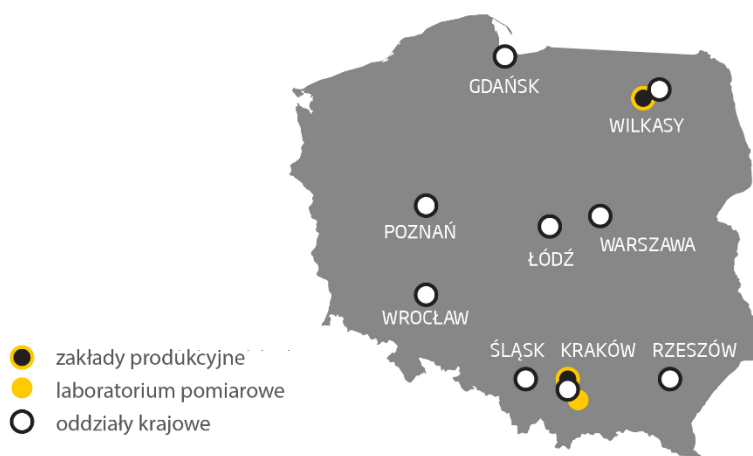 GDAŃSK
WILKASY
POZNAŃ
WARSZAWA
ŁÓDŹ
WROCŁAW
ŚLĄSK KRAKÓW RZESZÓW
zakłady produkcyjne
laboratorium pomiarowe
oddziały krajowe